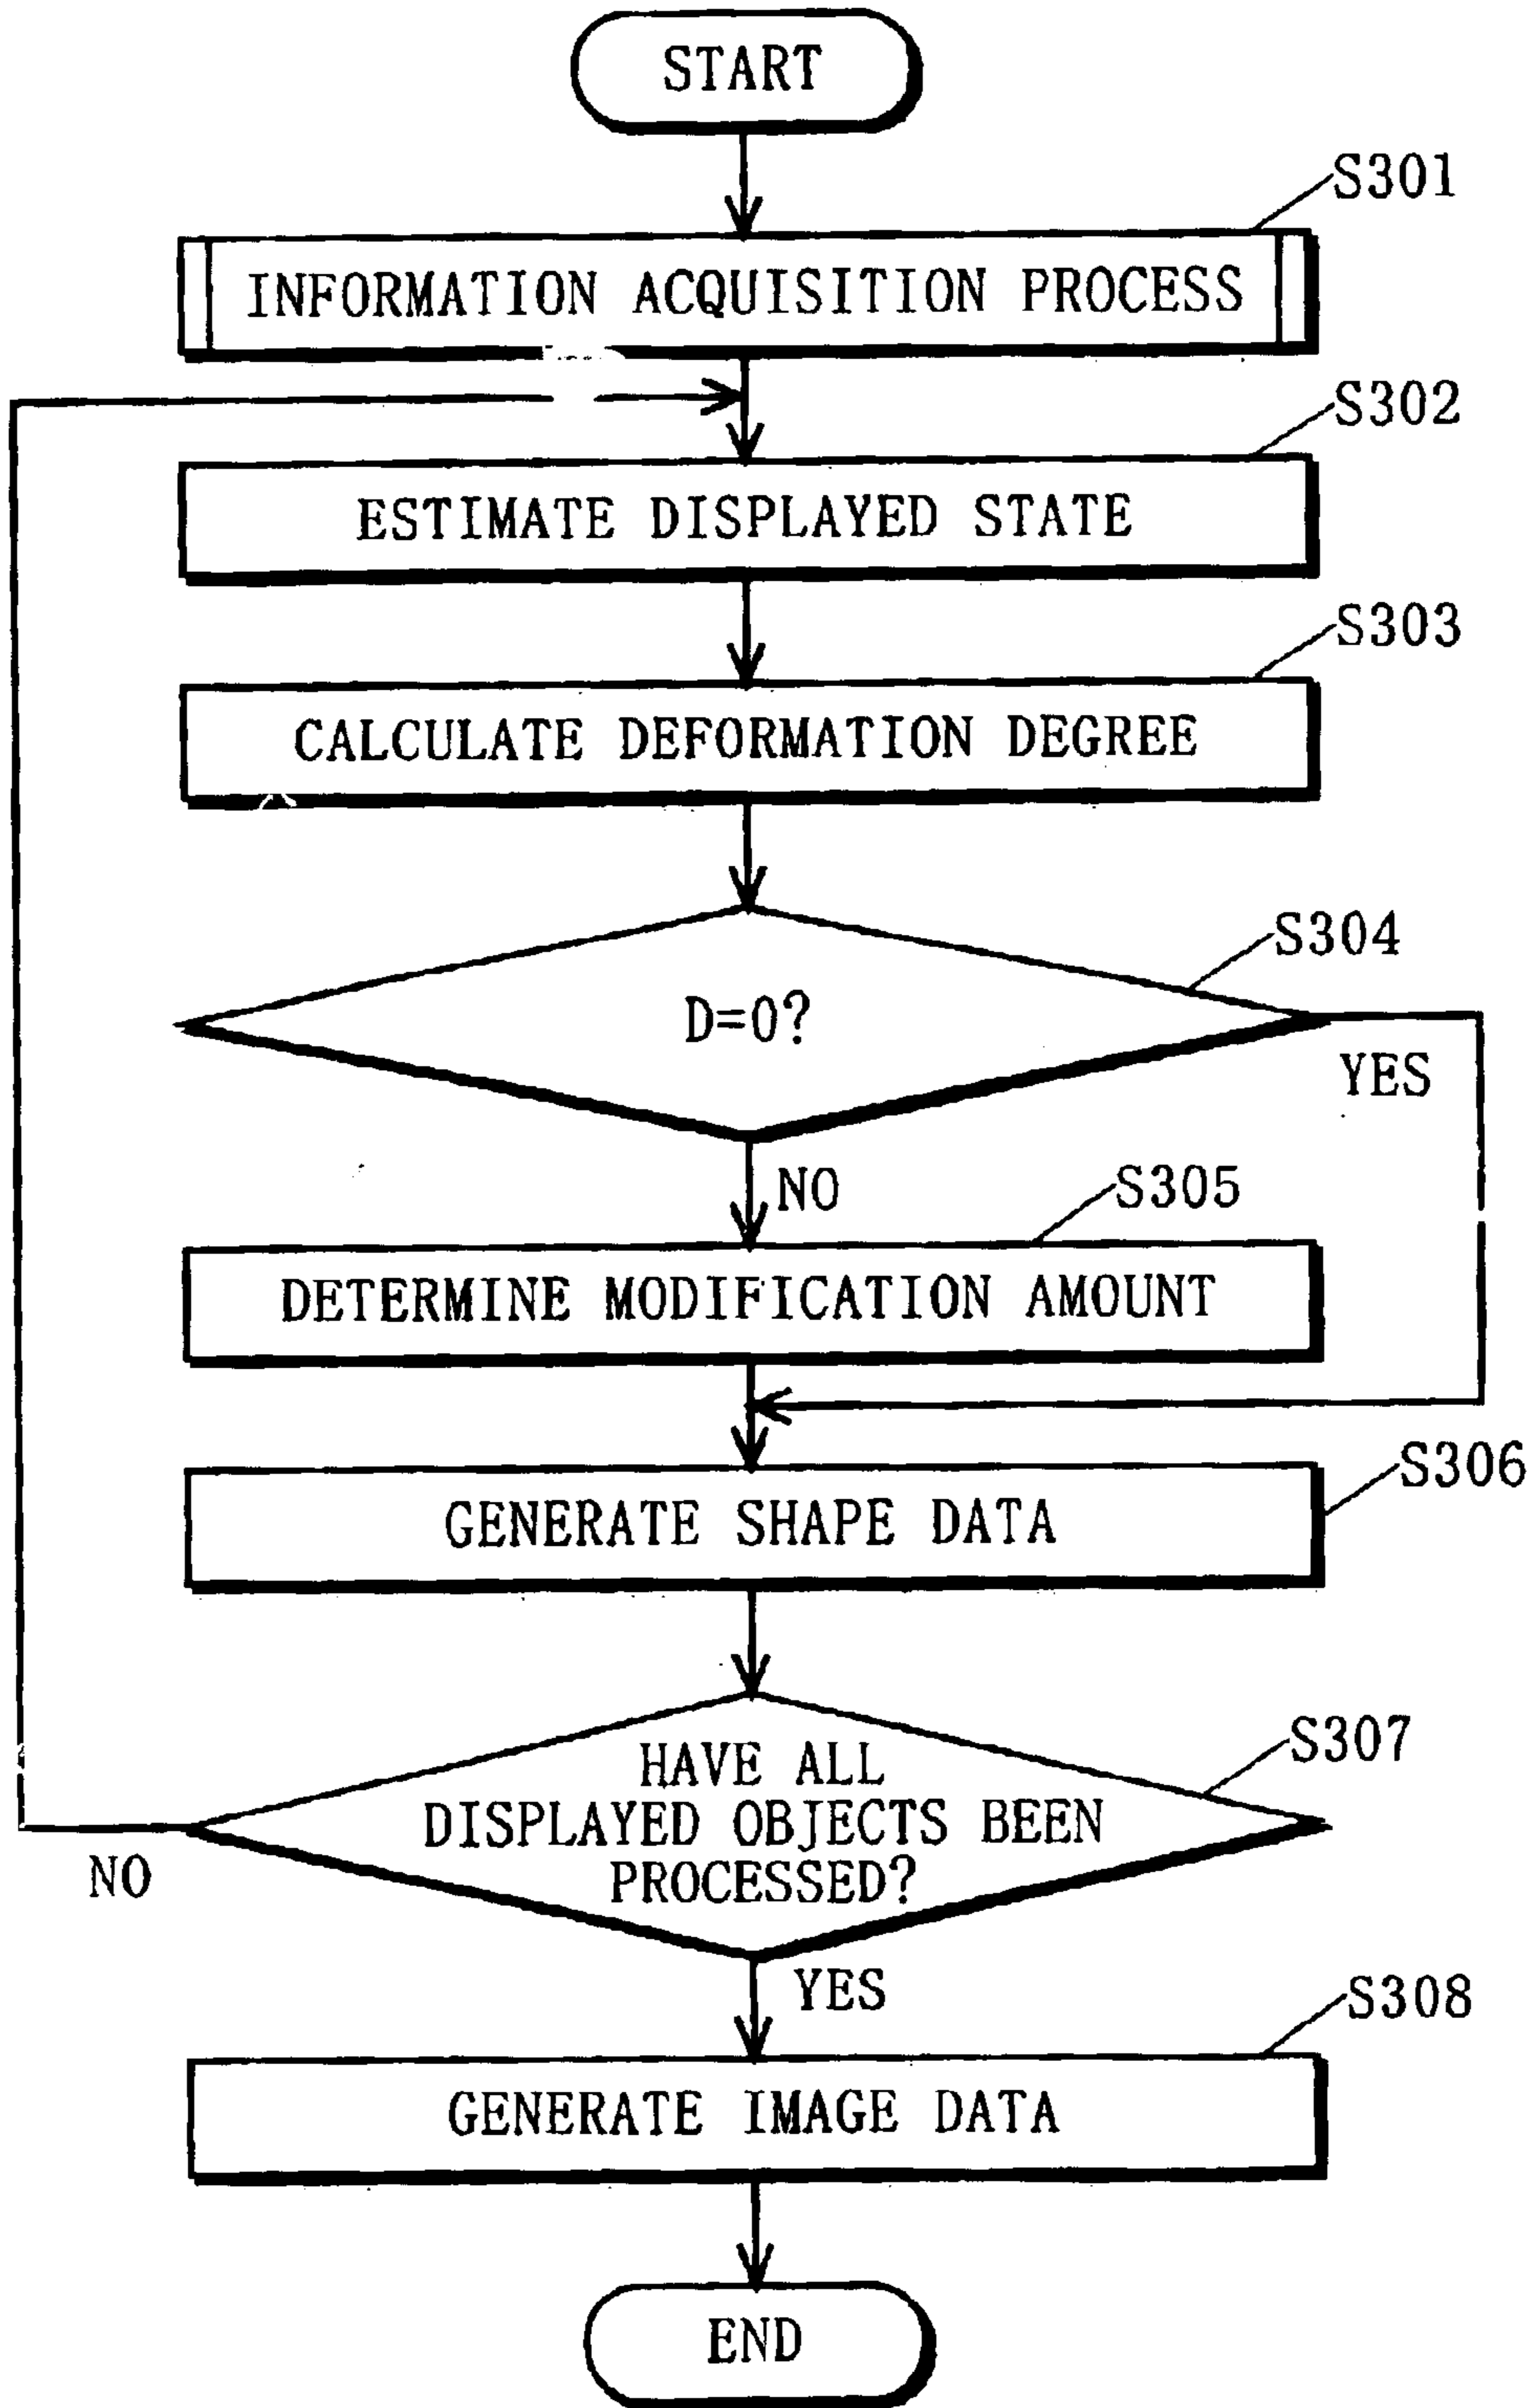 START
S301
INFORMATION ACQUISITION PROCESS
S302
ESTIMATE DISPLAYED STATE
S303
CALCULATE DEFORMATION DEGREE
S304
D=0?
YES
NO
S305
DETERMINE MODIFICATION AMOUNT
S306
GENERATE SHAPE DATA
S307
HAVE ALL
DISPLAYED OBJECTS BEEN
PROCESSED?
NO
YES
S308
GENERATE IMAGE DATA
END